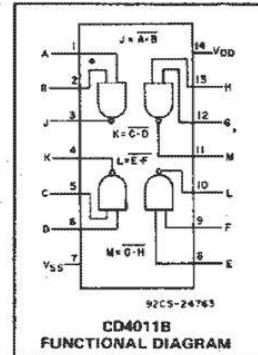 J = A·B
A 1
14 VDD
B 2
13 H
12 G
J 3
K = C·D
11 M
K 4
L = E·F
10 L
C 5
9 F
D 6
8 E
VSS 7
M = G·H
92CS-24763
CD4011B
FUNCTIONAL DIAGRAM